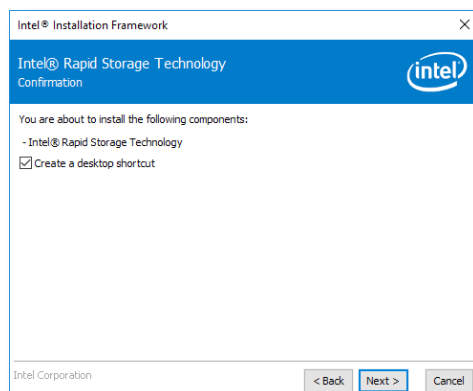 Intel® Installation Framework
Intel® Rapid Storage Technology
Confirmation
intel
You are about to install the following components:
- Intel® Rapid Storage Technology
Create a desktop shortcut
Intel Corporation
< Back Next > Cancel